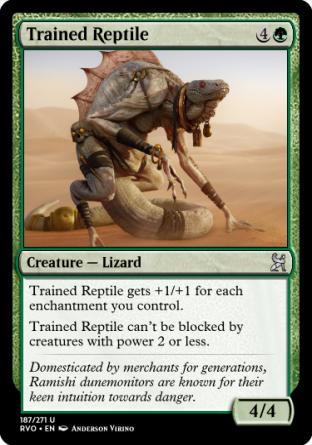 Trained Reptile 4
Creature — Lizard
Trained Reptile gets +1/+1 for each
enchantment you control.
Trained Reptile can't be blocked by
creatures with power 2 or less.
Domesticated by merchants for generations,
Ramishi dunemonitors are known for their
keen intuition towards danger.
4/4
187/271 U
RVO • EN Anderson Virino